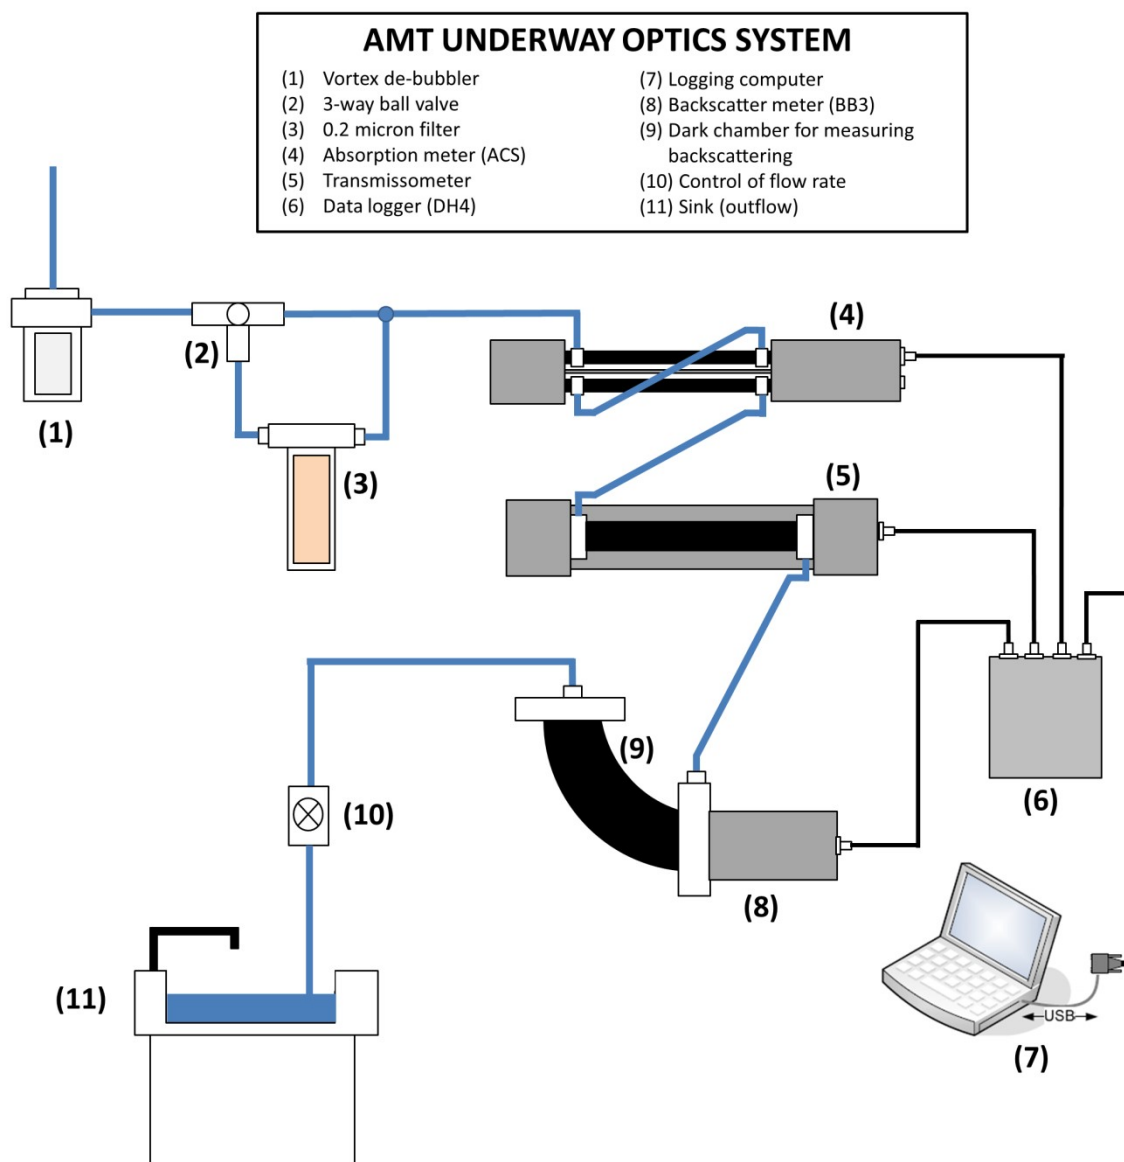 AMT UNDERWAY OPTICS SYSTEM
(1) Vortex de-bubbler
(2) 3-way ball valve
(3) 0.2 micron filter
(4) Absorption meter (ACS)
(5) Transmissometer
(6) Data logger (DH4)
(7) Logging computer
(8) Backscatter meter (BB3)
(9) Dark chamber for measuring
backscattering
(10) Control of flow rate
(11) Sink (outflow)
(4)
(2)
(1)
(3)
(5)
(9)
(6)
(10)
(8)
(11)
USB
(7)